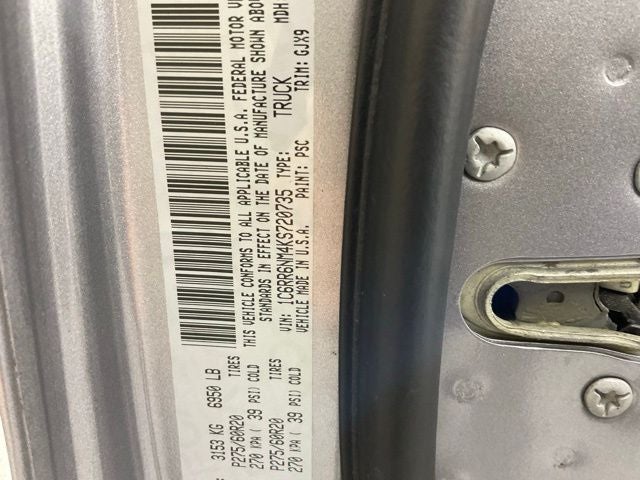 3153 KG 6950 LB
P275/60R20 TIRES
270 KPA ( 39 PSI) COLD
P275/60R20 TIRES
270 KPA ( 39 PSI) COLD
THIS VEHICLE CONFORMS TO ALL APPLICABLE U.S.A. FEDERAL MOTOR
STANDARDS IN EFFECT ON THE DATE OF MANUFACTURE SHOWN ABOV
VIN: 1C6RR6NM4KS720735 TYPE: TRUCK MDH
VEHICLE MADE IN U.S.A. PAINT: PSC TRIM: GJX9